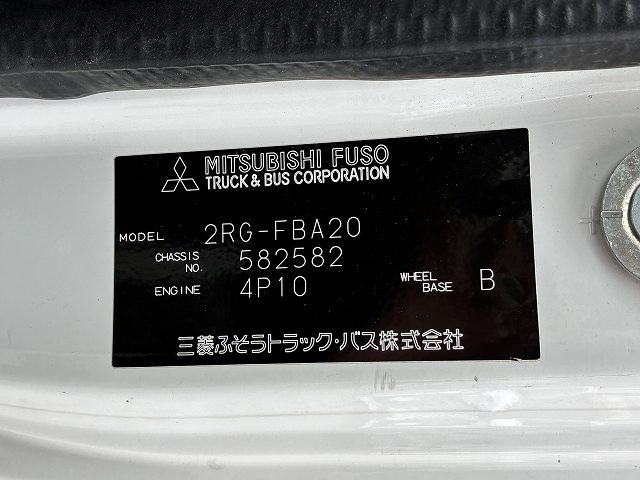 MITSUBISHI FUSO
TRUCK & BUS CORPORATION
MODEL 2RG-FBA20
CHASSIS NO. 582582
ENGINE 4P10 WHEEL BASE B
三菱ふそうトラック・バス株式会社